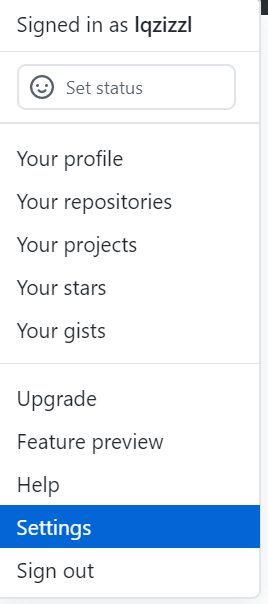 Signed in as lqzizzl
Set status
Your profile
Your repositories
Your projects
Your stars
Your gists
Upgrade
Feature preview
Help
Settings
Sign out